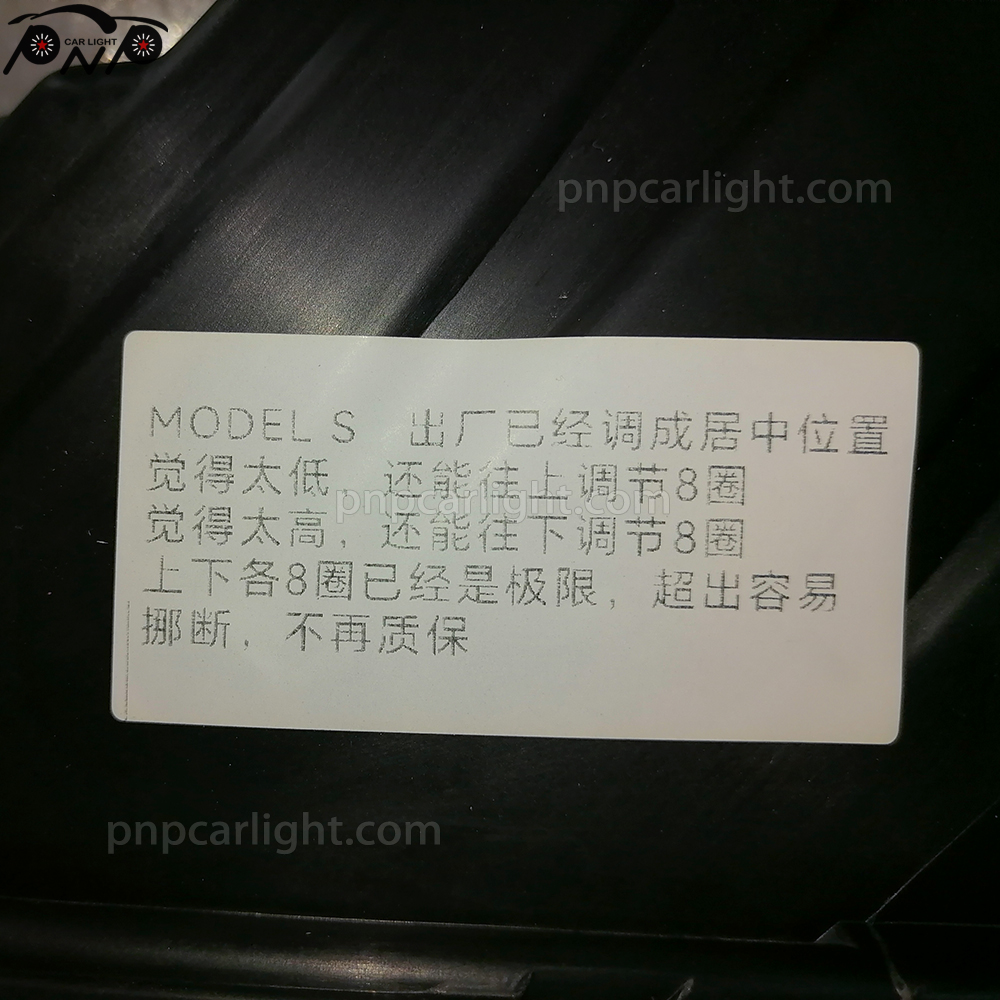 PNP CAR LIGHT
pnpcarlight.com
MODEL S 出厂已经调成居中位置
觉得太低 还能往上调节8圈
pnpcarlight.com
觉得太高，还能往下调节8圈
上下各8圈已经是极限，超出容易
挪断，不再质保
pnpcarlight.com